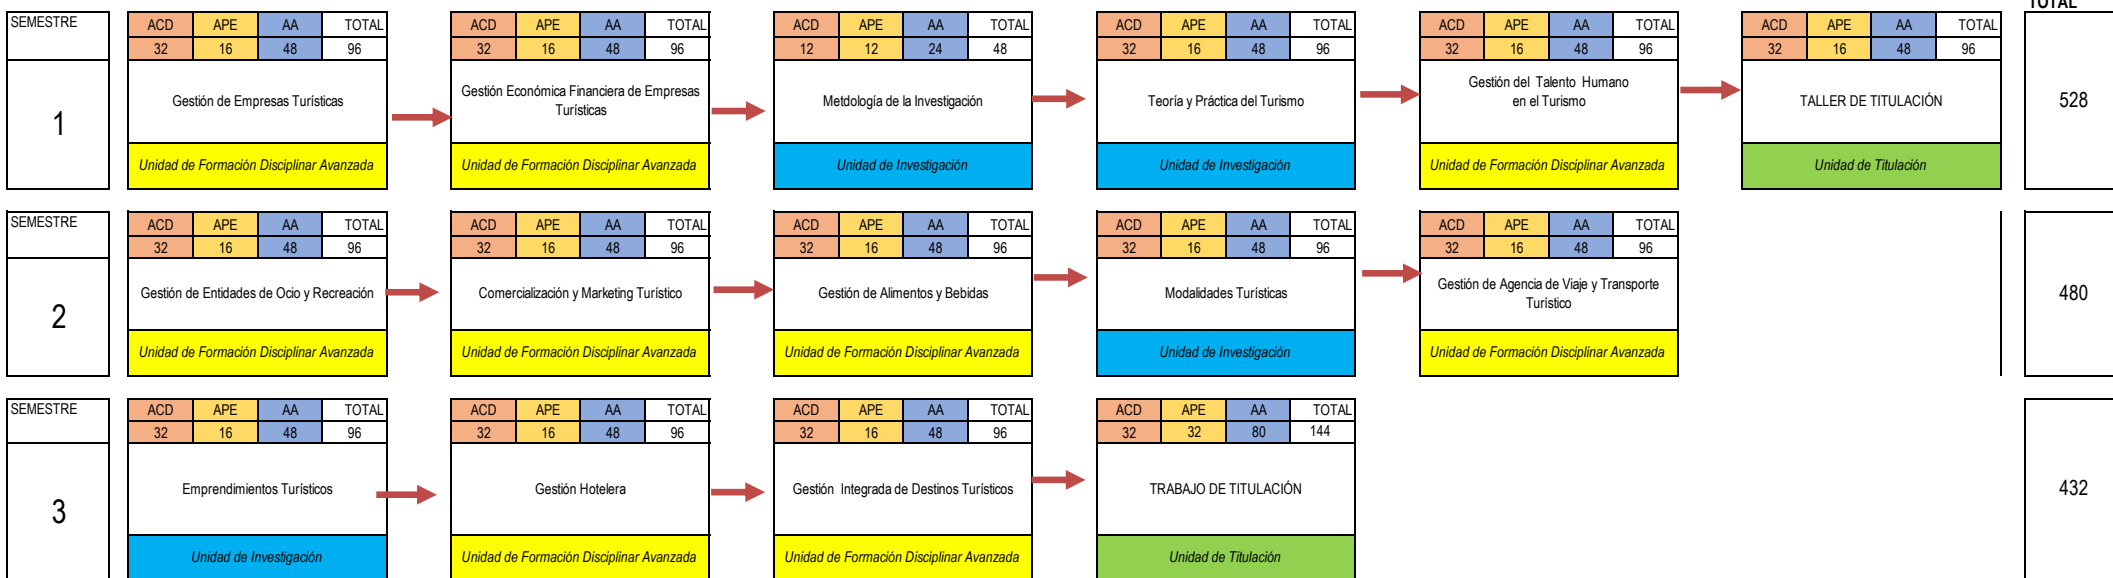 TOTAL
SEMESTRE
ACD APE AA TOTAL
32 16 48 96
Gestión de Empresas Turísticas
Unidad de Formación Disciplinar Avanzada
ACD APE AA TOTAL
32 16 48 96
Gestión Económica Financiera de Empresas
Turísticas
Unidad de Formación Disciplinar Avanzada
ACD APE AA TOTAL
12 12 24 48
Metdología de la Investigación
Unidad de Investigación
ACD APE AA TOTAL
32 16 48 96
Teoría y Práctica del Turismo
Unidad de Investigación
ACD APE AA TOTAL
32 16 48 96
Gestión del Talento Humano
en el Turismo
Unidad de Formación Disciplinar Avanzada
ACD APE AA TOTAL
32 16 48 96
TALLER DE TITULACIÓN
Unidad de Titulación
1
528
SEMESTRE
ACD APE AA TOTAL
32 16 48 96
Gestión de Entidades de Ocio y Recreación
Unidad de Formación Disciplinar Avanzada
ACD APE AA TOTAL
32 16 48 96
Comercialización y Marketing Turístico
Unidad de Formación Disciplinar Avanzada
ACD APE AA TOTAL
32 16 48 96
Gestión de Alimentos y Bebidas
Unidad de Formación Disciplinar Avanzada
ACD APE AA TOTAL
32 16 48 96
Modalidades Turísticas
Unidad de Investigación
ACD APE AA TOTAL
32 16 48 96
Gestión de Agencia de Viaje y Transporte
Turístico
Unidad de Formación Disciplinar Avanzada
2
480
SEMESTRE
ACD APE AA TOTAL
32 16 48 96
Emprendimientos Turísticos
Unidad de Investigación
ACD APE AA TOTAL
32 16 48 96
Gestión Hotelera
Unidad de Formación Disciplinar Avanzada
ACD APE AA TOTAL
32 16 48 96
Gestión Integrada de Destinos Turísticos
Unidad de Formación Disciplinar Avanzada
ACD APE AA TOTAL
32 32 80 144
TRABAJO DE TITULACIÓN
Unidad de Titulación
3
432